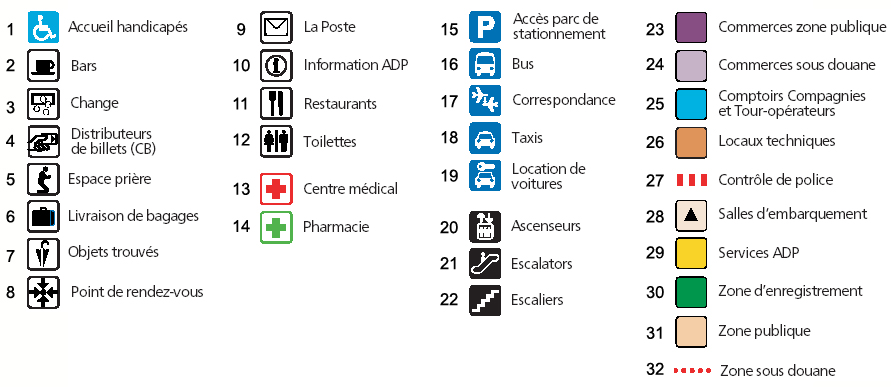 1 Accueil handicapés
2 Bars
3 Change
4 Distributeurs
de billets (CB)
5 Espace prière
6 Livraison de bagages
7 Objets trouvés
8 Point de rendez-vous
9 La Poste
10 Information ADP
11 Restaurants
12 Toilettes
13 Centre médical
14 Pharmacie
15 P Accès parc de
stationnement
16 Bus
17 Correspondance
18 Taxis
19 Location de
voitures
20 Ascenseurs
21 Escalators
22 Escaliers
23 Commerces zone publique
24 Commerces sous douane
25 Comptoirs Compagnies
et Tour-opérateurs
26 Locaux techniques
27 Contrôle de police
28 Salles d'embarquement
29 Services ADP
30 Zone d'enregistrement
31 Zone publique
32 Zone sous douane